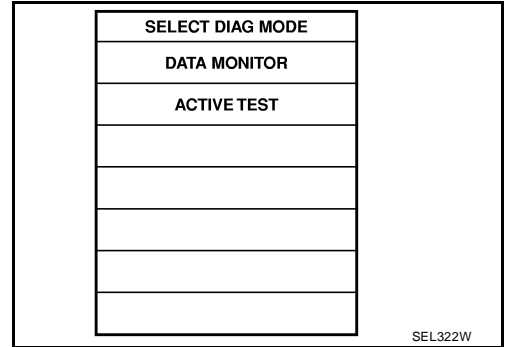 SELECT DIAG MODE
DATA MONITOR
ACTIVE TEST
SEL322W